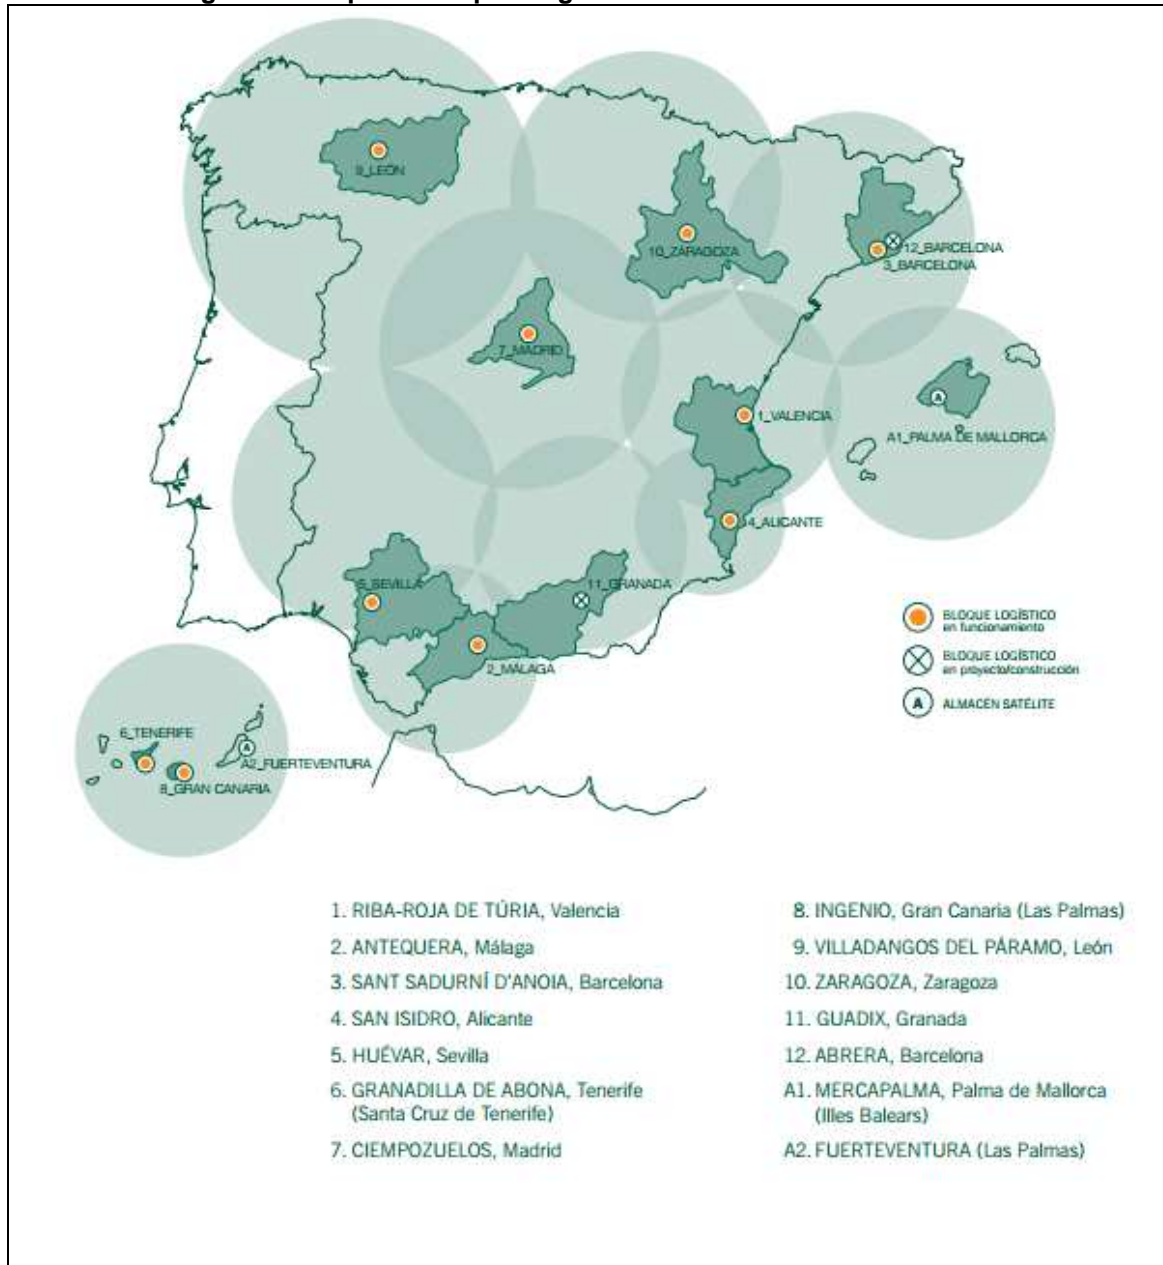 9_LEÓN
10_ZARAGOZA
12_BARCELONA
3_BARCELONA
7_MADRID
1_VALENCIA
A1_PALMA DE MALLORCA
4_ALICANTE
5_SEVILLA
11_GRANADA
2_MÁLAGA
BLOQUE LOGÍSTICO
en funcionamiento
BLOQUE LOGÍSTICO
en proyecto/construcción
A ALMACÉN SATÉLITE
6_TENERIFE
A2_FUERTEVENTURA
8_GRAN CANARIA
1. RIBA-ROJA DE TÚRIA, Valencia
2. ANTEQUERA, Málaga
3. SANT SADURNÍ D'ANOIA, Barcelona
4. SAN ISIDRO, Alicante
5. HUÉVAR, Sevilla
6. GRANADILLA DE ABONA, Tenerife
(Santa Cruz de Tenerife)
7. CIEMPOZUELOS, Madrid
8. INGENIO, Gran Canaria (Las Palmas)
9. VILLADANGOS DEL PÁRAMO, León
10. ZARAGOZA, Zaragoza
11. GUADIX, Granada
12. ABRERA, Barcelona
A1. MERCAPALMA, Palma de Mallorca
(Illes Balears)
A2. FUERTEVENTURA (Las Palmas)